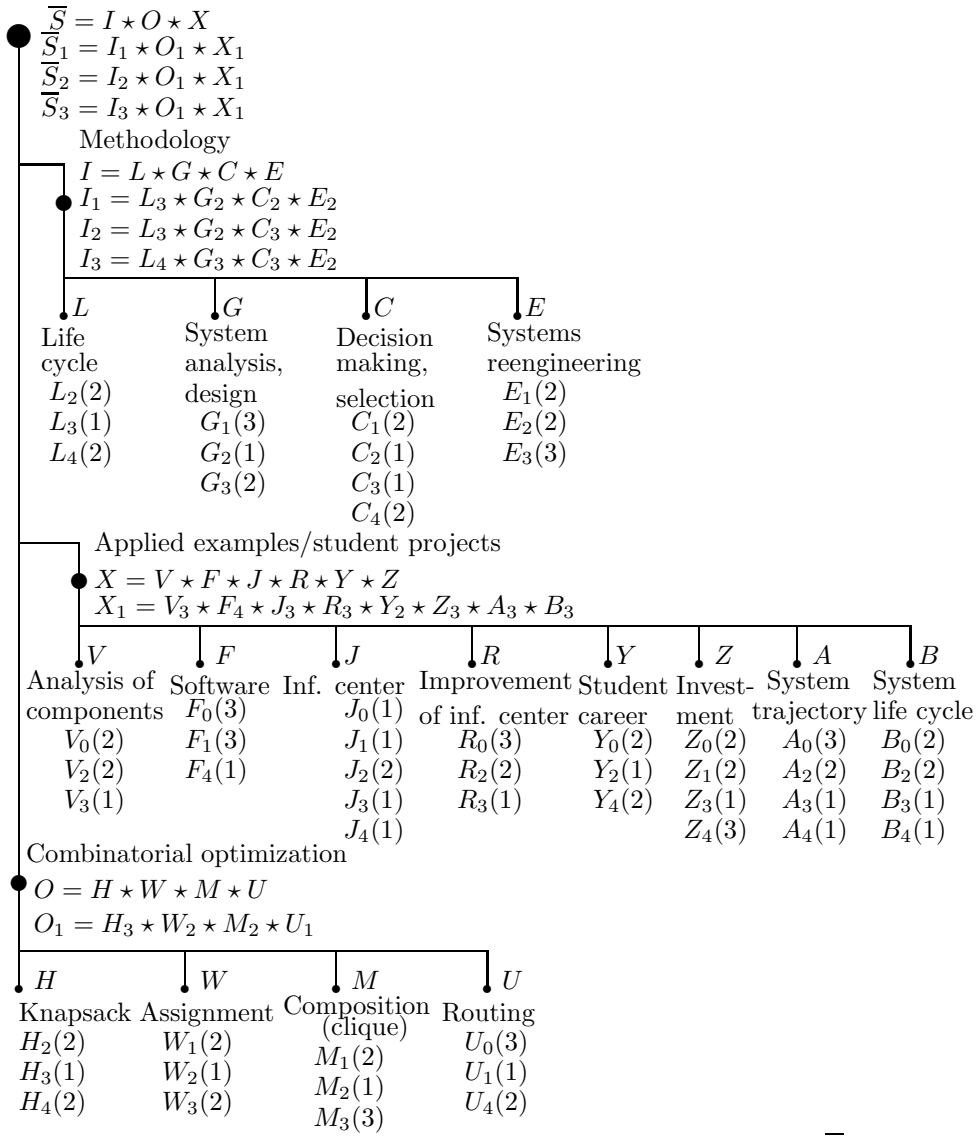 S̅ = I ⋆ O ⋆ X
S̅₁ = I₁ ⋆ O₁ ⋆ X₁
S̅₂ = I₂ ⋆ O₁ ⋆ X₁
S̅₃ = I₃ ⋆ O₁ ⋆ X₁
Methodology
I = L ⋆ G ⋆ C ⋆ E
I₁ = L₃ ⋆ G₂ ⋆ C₂ ⋆ E₂
I₂ = L₃ ⋆ G₂ ⋆ C₃ ⋆ E₂
I₃ = L₄ ⋆ G₃ ⋆ C₃ ⋆ E₂
L
Life
cycle
L₂(2)
L₃(1)
L₄(2)
G
System
analysis,
design
G₁(3)
G₂(1)
G₃(2)
C
Decision
making,
selection
C₁(2)
C₂(1)
C₃(1)
C₄(2)
E
Systems
reengineering
E₁(2)
E₂(2)
E₃(3)
Applied examples/student projects
X = V ⋆ F ⋆ J ⋆ R ⋆ Y ⋆ Z
X₁ = V₃ ⋆ F₄ ⋆ J₃ ⋆ R₃ ⋆ Y₂ ⋆ Z₃ ⋆ A₃ ⋆ B₃
V
Analysis of
components
V₀(2)
V₂(2)
V₃(1)
F
Software
F₀(3)
F₁(3)
F₄(1)
J
Inf. center
J₀(1)
J₁(1)
J₂(2)
J₃(1)
J₄(1)
R
Improvement
of inf. center
R₀(3)
R₂(2)
R₃(1)
Y
Student
career
Y₀(2)
Y₂(1)
Y₄(2)
Z
Invest-
ment
Z₀(2)
Z₁(2)
Z₃(1)
Z₄(3)
A
System
trajectory
A₀(3)
A₂(2)
A₃(1)
A₄(1)
B
System
life cycle
B₀(2)
B₂(2)
B₃(1)
B₄(1)
Combinatorial optimization
O = H ⋆ W ⋆ M ⋆ U
O₁ = H₃ ⋆ W₂ ⋆ M₂ ⋆ U₁
H
Knapsack
H₂(2)
H₃(1)
H₄(2)
W
Assignment
W₁(2)
W₂(1)
W₃(2)
M
Composition
(clique)
M₁(2)
M₂(1)
M₃(3)
U
Routing
U₀(3)
U₁(1)
U₄(2)